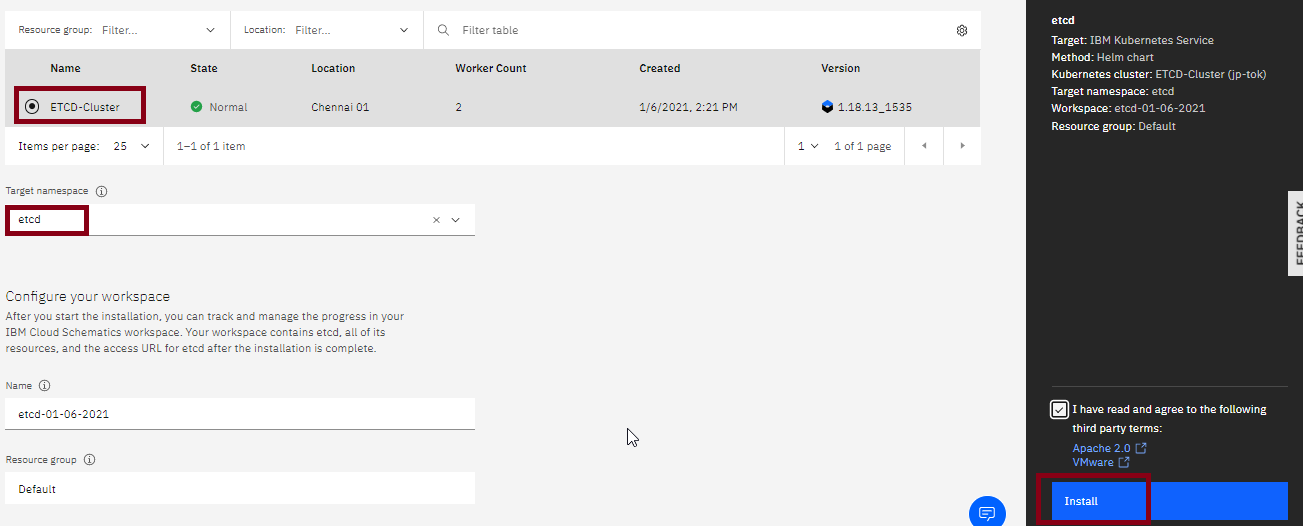 Resource group: Filter... Location: Filter... Filter table
Name State Location Worker Count Created Version
ETCD-Cluster Normal Chennai 01 2 1/6/2021, 2:21 PM 1.18.13_1535
Items per page: 25 1–1 of 1 item 1 1 of 1 page
Target namespace
etcd
Configure your workspace
After you start the installation, you can track and manage the progress in your
IBM Cloud Schematics workspace. Your workspace contains etcd, all of its
resources, and the access URL for etcd after the installation is complete.
Name
etcd-01-06-2021
Resource group
Default
etcd
Target: IBM Kubernetes Service
Method: Helm chart
Kubernetes cluster: ETCD-Cluster (jp-tok)
Target namespace: etcd
Workspace: etcd-01-06-2021
Resource group: Default
I have read and agree to the following
third party terms:
Apache 2.0
VMware
Install
FEEDBACK